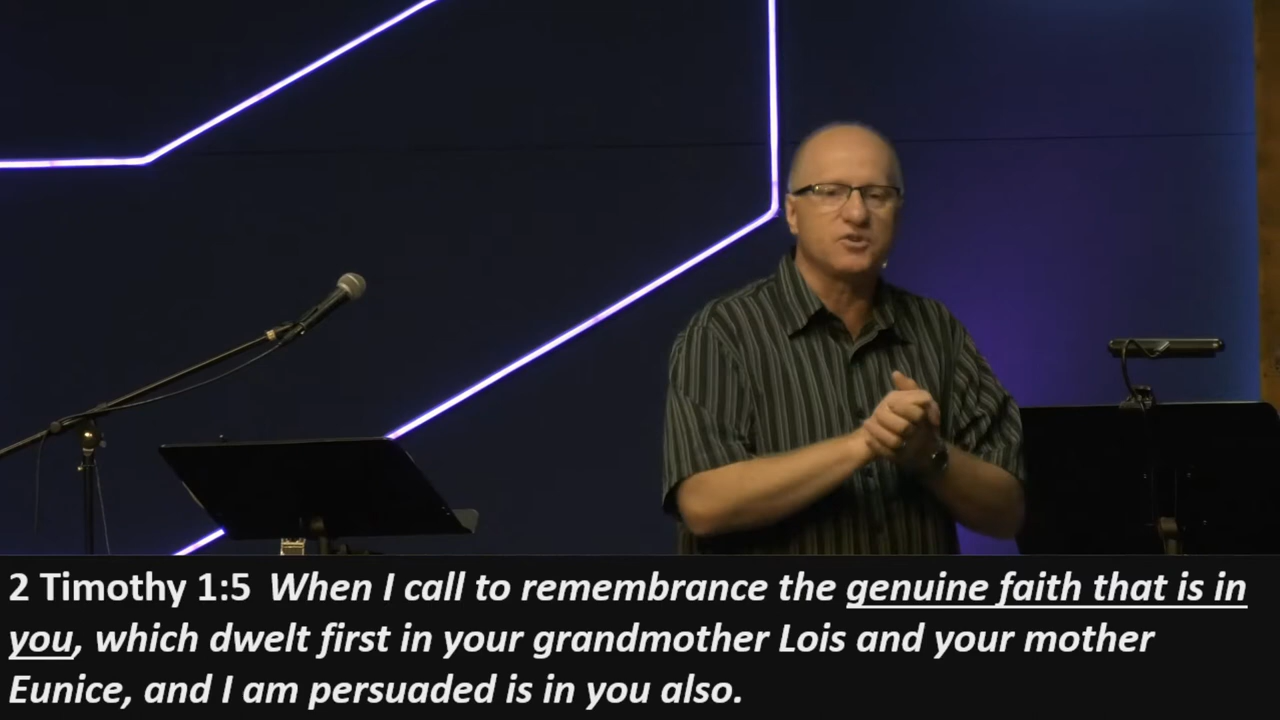 2 Timothy 1:5 When I call to remembrance the genuine faith that is in
you, which dwelt first in your grandmother Lois and your mother
Eunice, and I am persuaded is in you also.